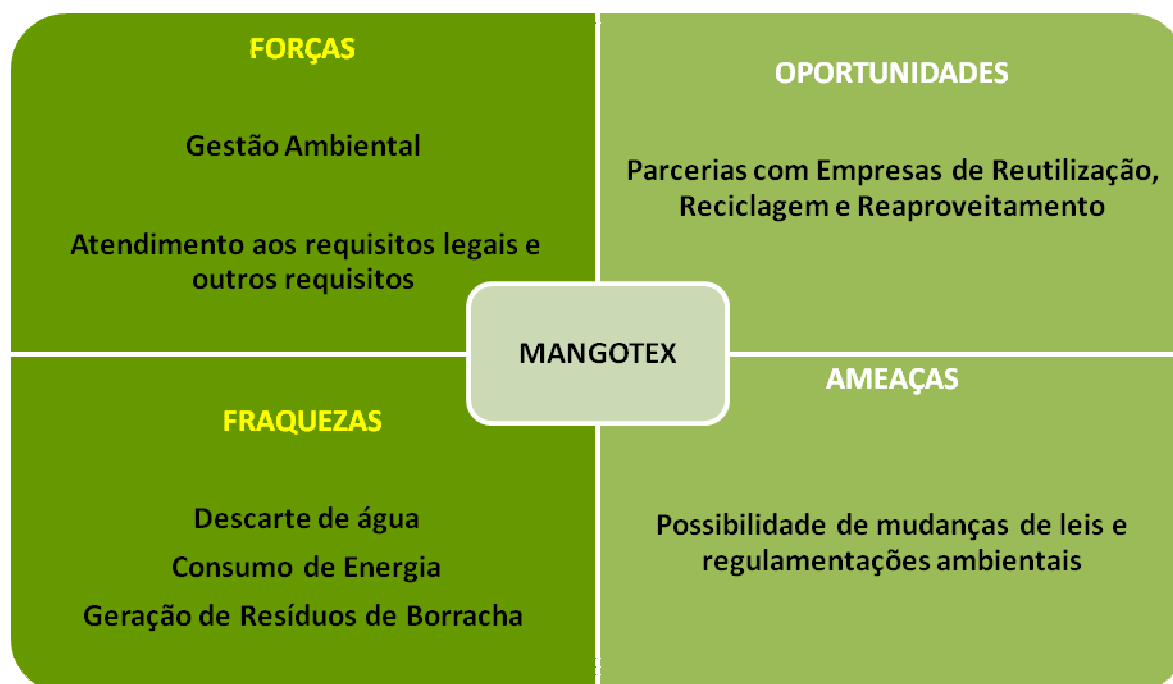 FORÇAS
Gestão Ambiental
Atendimento aos requisitos legais e
outros requisitos
OPORTUNIDADES
Parcerias com Empresas de Reutilização,
Reciclagem e Reaproveitamento
MANGOTEX
FRAQUEZAS
Descarte de água
Consumo de Energia
Geração de Resíduos de Borracha
AMEAÇAS
Possibilidade de mudanças de leis e
regulamentações ambientais